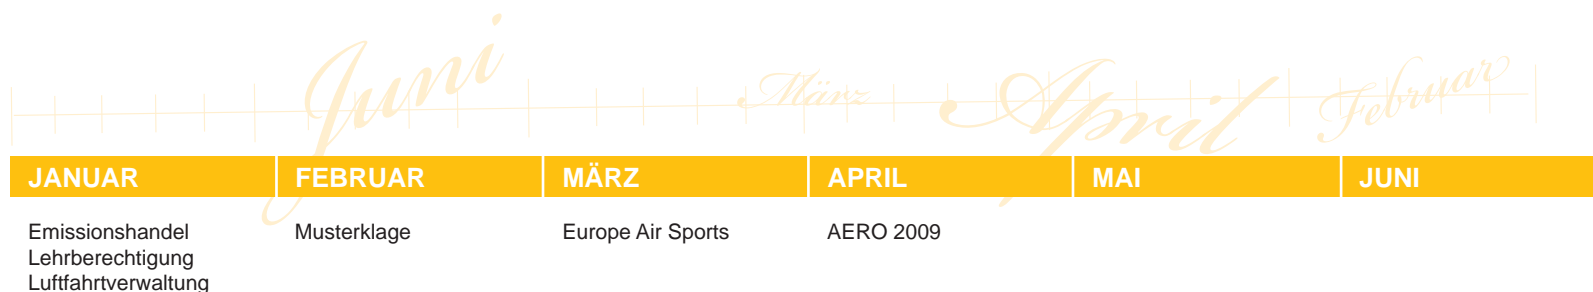 Juni März April Februar
JANUAR FEBRUAR MÄRZ APRIL MAI JUNI
Emissionshandel Musterklage Europe Air Sports AERO 2009
Lehrberechtigung
Luftfahrtverwaltung